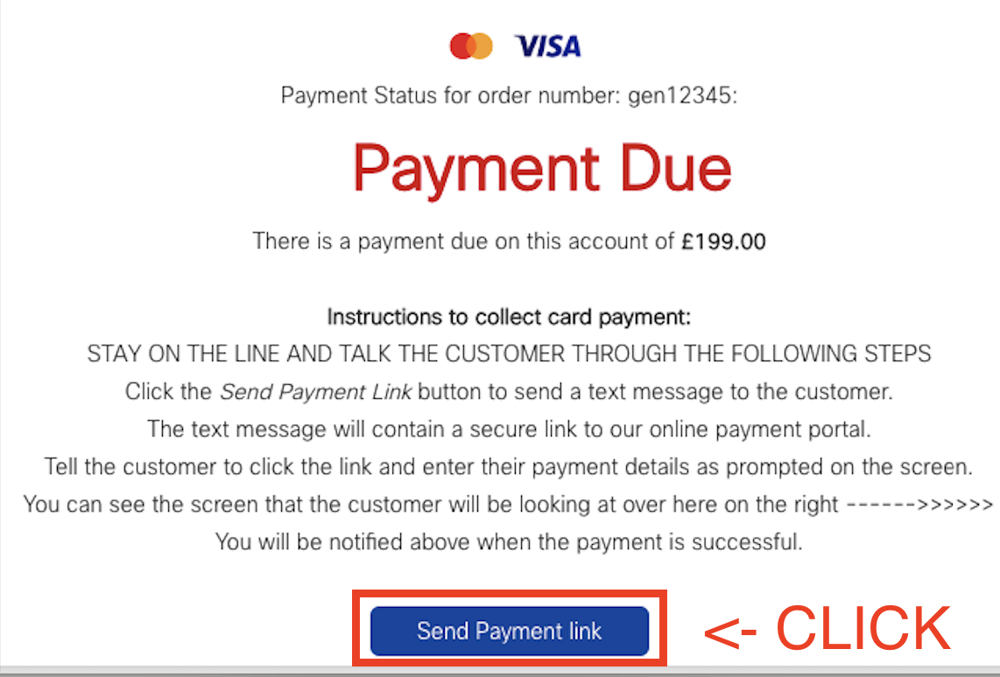 VISA
Payment Status for order number: gen12345:
Payment Due
There is a payment due on this account of £199.00
Instructions to collect card payment:
STAY ON THE LINE AND TALK THE CUSTOMER THROUGH THE FOLLOWING STEPS
Click the Send Payment Link button to send a text message to the customer.
The text message will contain a secure link to our online payment portal.
Tell the customer to click the link and enter their payment details as prompted on the screen.
You can see the screen that the customer will be looking at over here on the right ------>>>>>>
You will be notified above when the payment is successful.
Send Payment link <- CLICK